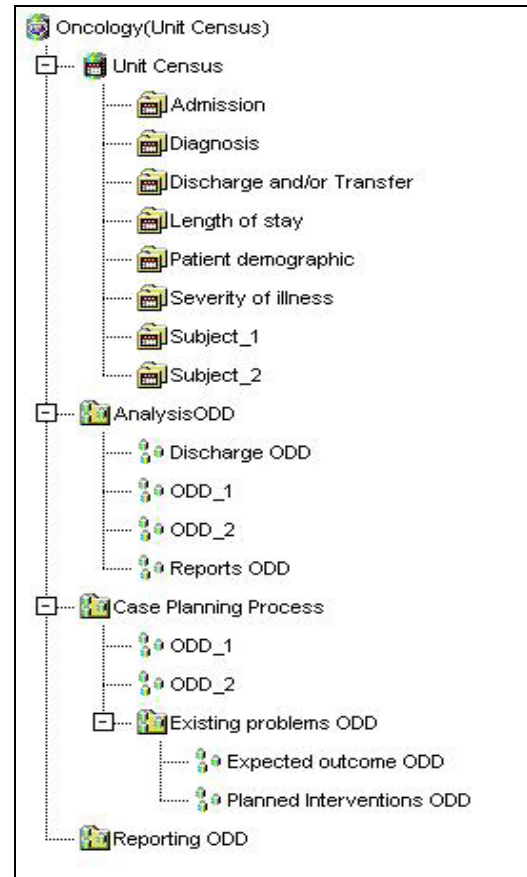 Oncology(Unit Census)
Unit Census
Admission
Diagnosis
Discharge and/or Transfer
Length of stay
Patient demographic
Severity of illness
Subject_1
Subject_2
AnalysisODD
Discharge ODD
ODD_1
ODD_2
Reports ODD
Case Planning Process
ODD_1
ODD_2
Existing problems ODD
Expected outcome ODD
Planned Interventions ODD
Reporting ODD